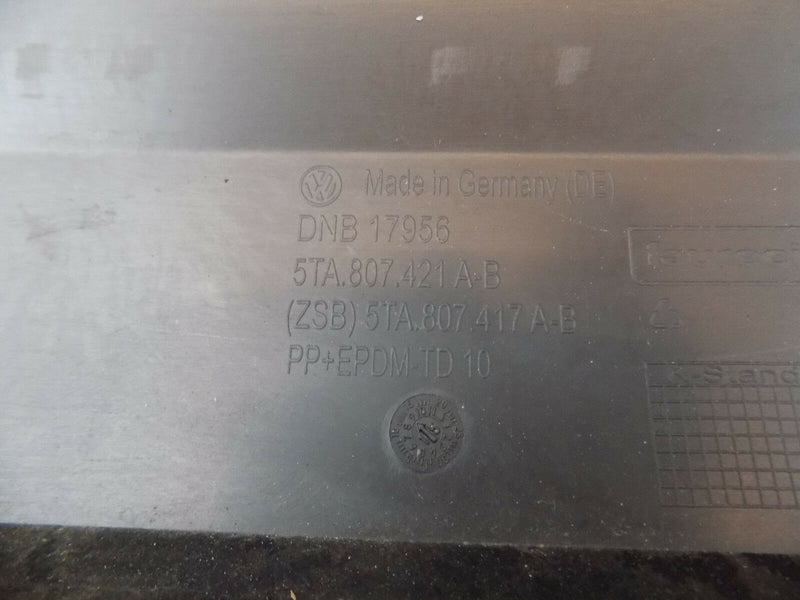 Made in Germany (DE)
DNB 17956
5TA.807.421 A-B
(ZSB) 5TA.807.417 A-B
PP+EPDM-TD 10